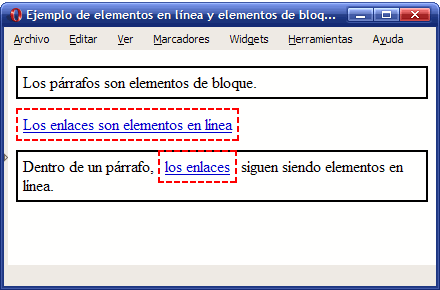 Ejemplo de elementos en línea y elementos de bloq...
Archivo Editar Ver Marcadores Widgets Herramientas Ayuda
Los párrafos son elementos de bloque.
Los enlaces son elementos en línea
Dentro de un párrafo, los enlaces siguen siendo elementos en
línea.